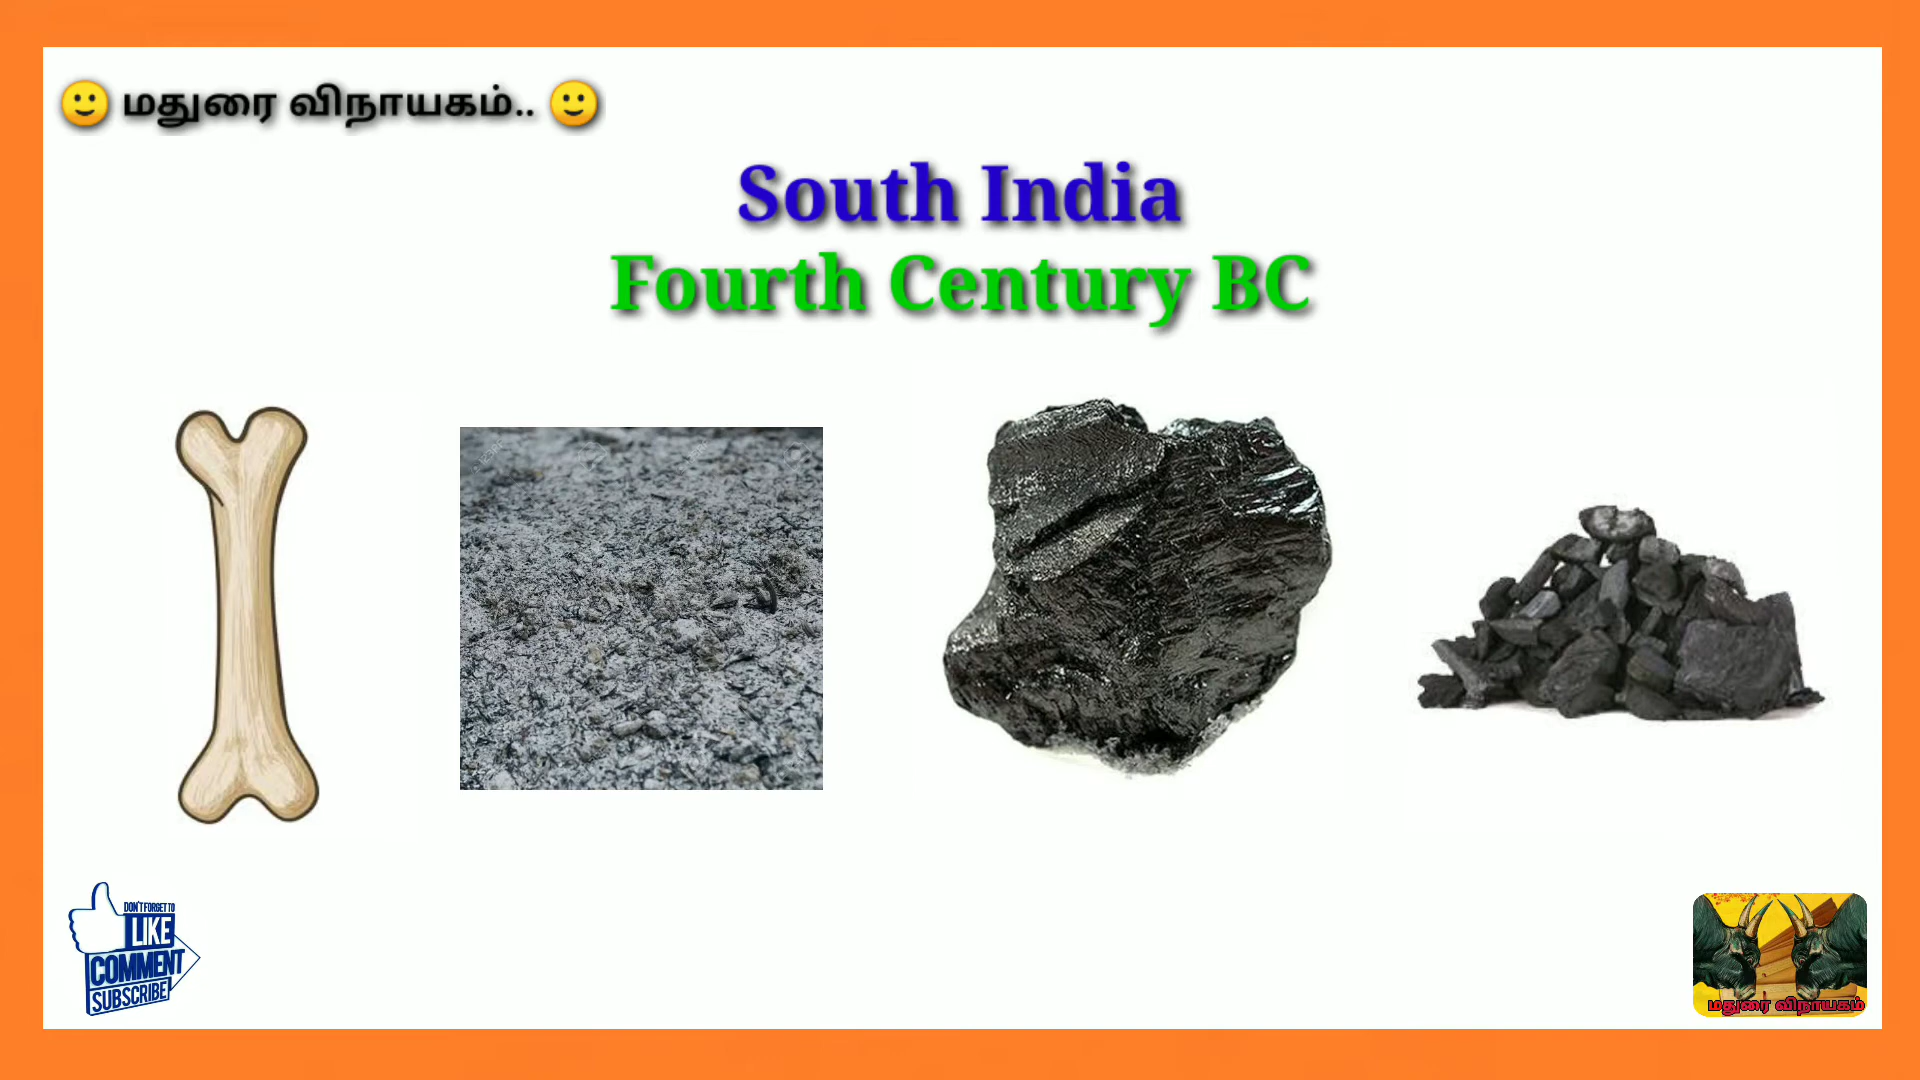 🙂 மதுரை விநாயகம்.. 🙂
South India
Fourth Century BC
DON'T FORGET TO
LIKE
COMMENT
SUBSCRIBE
மதுரை விநாயகம்